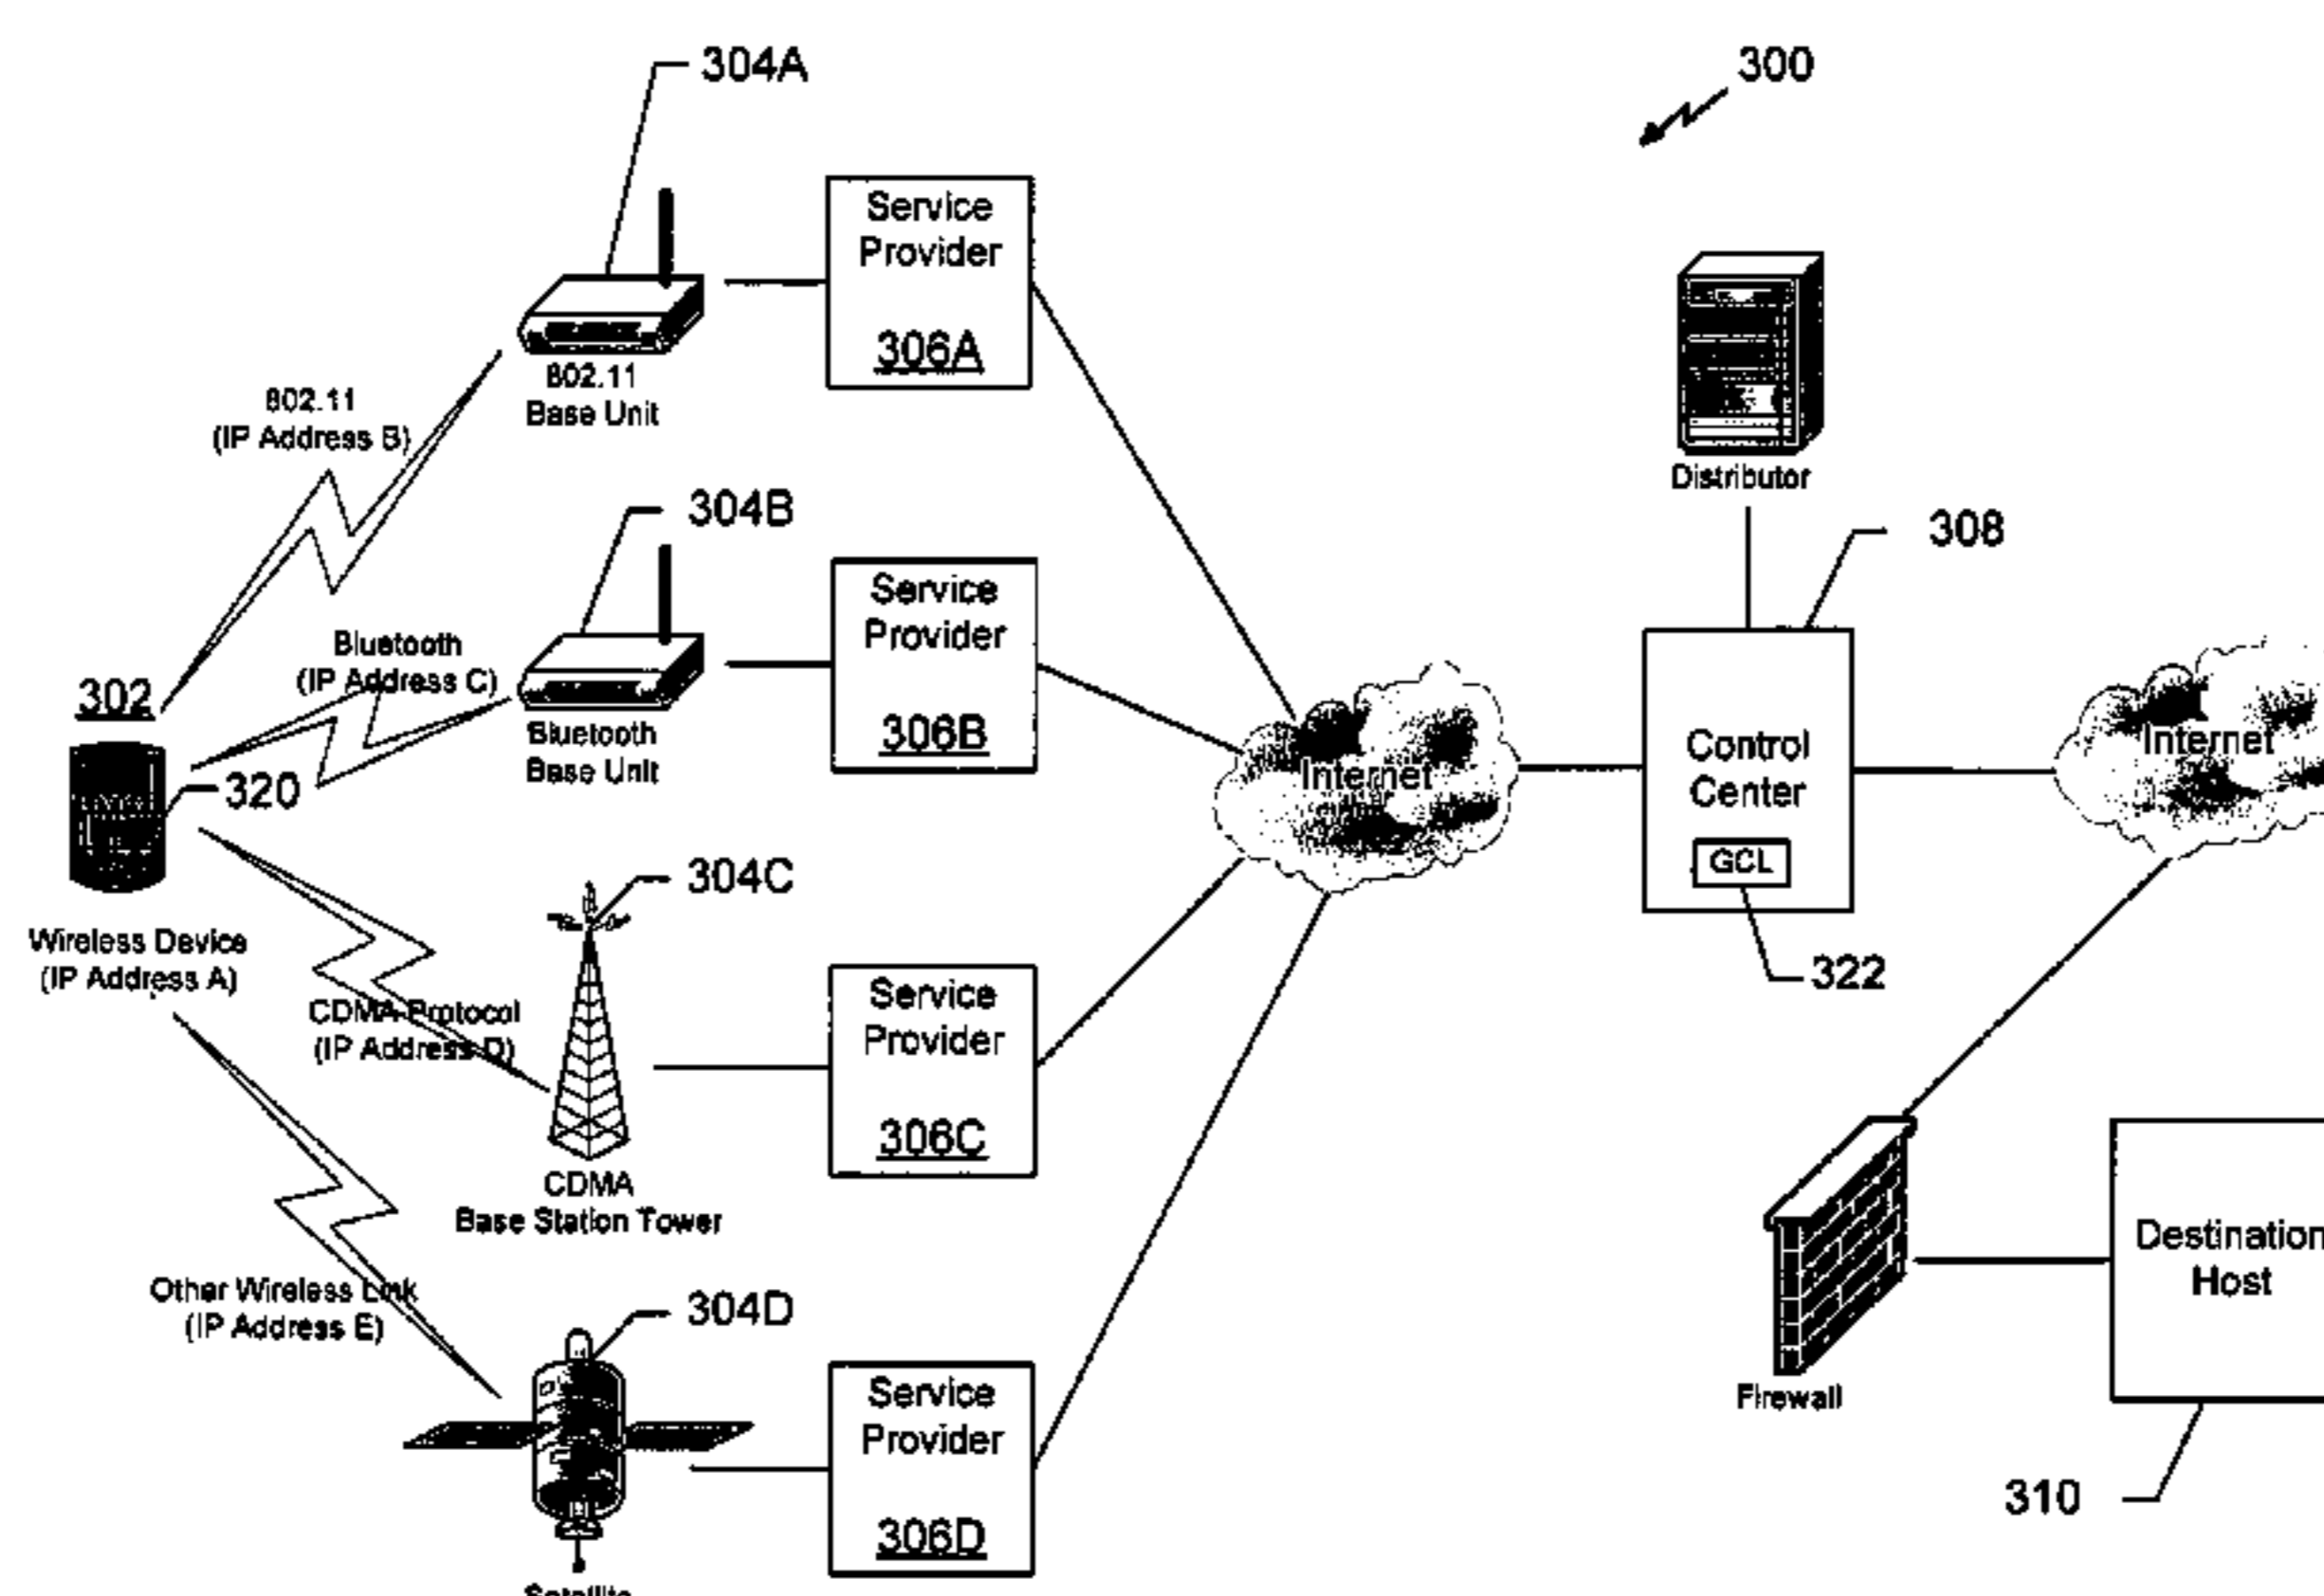 304A
300
Service
Provider
306A
802.11
Base Unit
802.11
(IP Address B)
Distributor
304B
308
Service
Provider
306B
Bluetooth
(IP Address C)
Bluetooth
Base Unit
302
320
Internet
Control
Center
GCL
322
Internet
304C
Wireless Device
(IP Address A)
CDMA Protocol
(IP Address D)
Service
Provider
306C
CDMA
Base Station Tower
Other Wireless Link
(IP Address E)
304D
Service
Provider
306D
Satellite
Firewall
Destination
Host
310